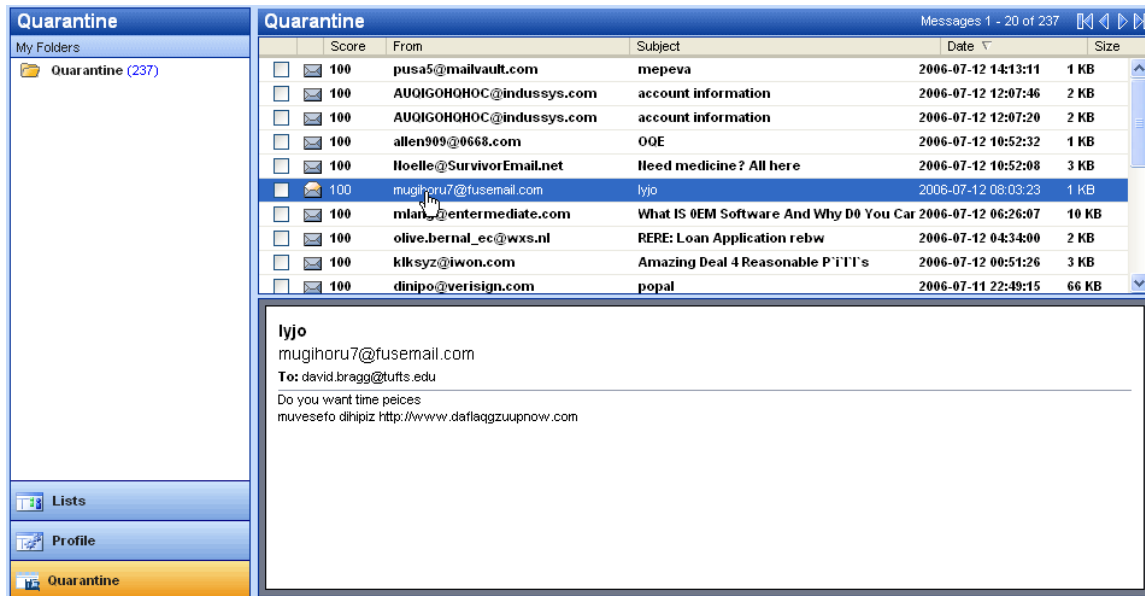 Quarantine
My Folders
Quarantine (237)
Lists
Profile
Quarantine
Quarantine Messages 1 - 20 of 237
Score From Subject Date Size
100 pusa5@mailvault.com mepeva 2006-07-12 14:13:11 1 KB
100 AUQIGOHQHOC@indussys.com account information 2006-07-12 12:07:46 2 KB
100 AUQIGOHQHOC@indussys.com account information 2006-07-12 12:07:20 2 KB
100 allen909@0668.com OQE 2006-07-12 10:52:32 1 KB
100 Noelle@SurvivorEmail.net Need medicine? All here 2006-07-12 10:52:08 3 KB
100 mugihoru7@fusemail.com lyjo 2006-07-12 08:03:23 1 KB
100 mlang@entermediate.com What IS 0EM Software And Why D0 You Car 2006-07-12 06:26:07 10 KB
100 olive.bernal_ec@wxs.nl RERE: Loan Application rebw 2006-07-12 04:34:00 2 KB
100 klksyz@iwon.com Amazing Deal 4 Reasonable P`i`l`l`s 2006-07-12 00:51:26 3 KB
100 dinipo@verisign.com popal 2006-07-11 22:49:15 66 KB
lyjo
mugihoru7@fusemail.com
To: david.bragg@tufts.edu
Do you want time peices
muvesefo dihipiz http://www.daflaqgzuupnow.com